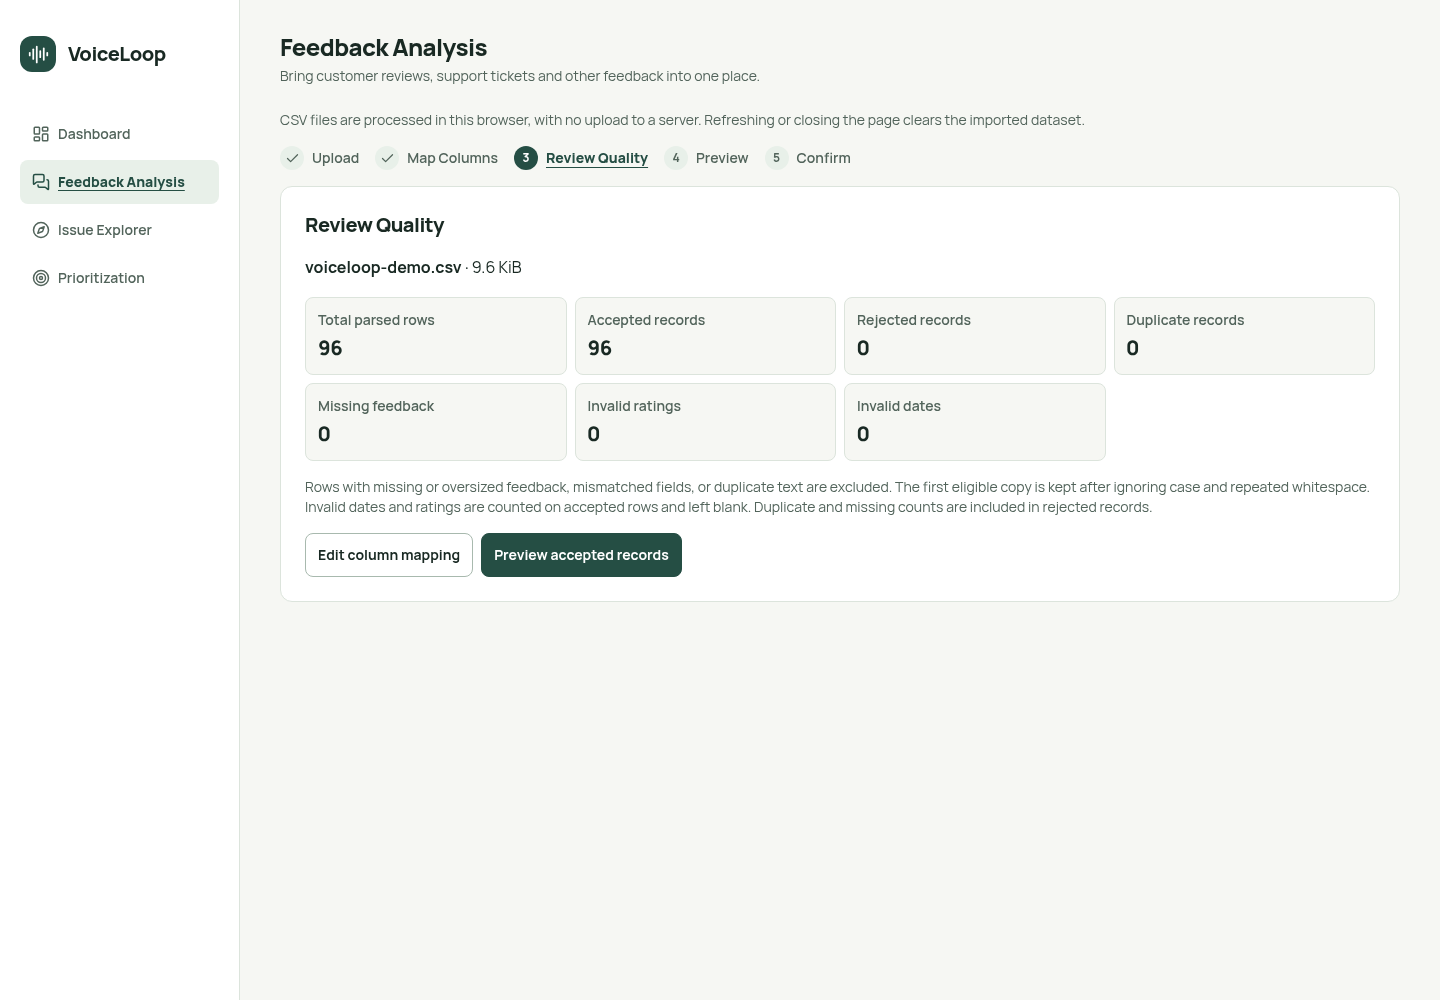 VoiceLoop
Dashboard
Feedback Analysis
Issue Explorer
Prioritization
Feedback Analysis
Bring customer reviews, support tickets and other feedback into one place.
CSV files are processed in this browser, with no upload to a server. Refreshing or closing the page clears the imported dataset.
Upload
Map Columns
3 Review Quality
4 Preview
5 Confirm
Review Quality
voiceloop-demo.csv · 9.6 KiB
Total parsed rows
96
Accepted records
96
Rejected records
0
Duplicate records
0
Missing feedback
0
Invalid ratings
0
Invalid dates
0
Rows with missing or oversized feedback, mismatched fields, or duplicate text are excluded. The first eligible copy is kept after ignoring case and repeated whitespace.
Invalid dates and ratings are counted on accepted rows and left blank. Duplicate and missing counts are included in rejected records.
Edit column mapping
Preview accepted records